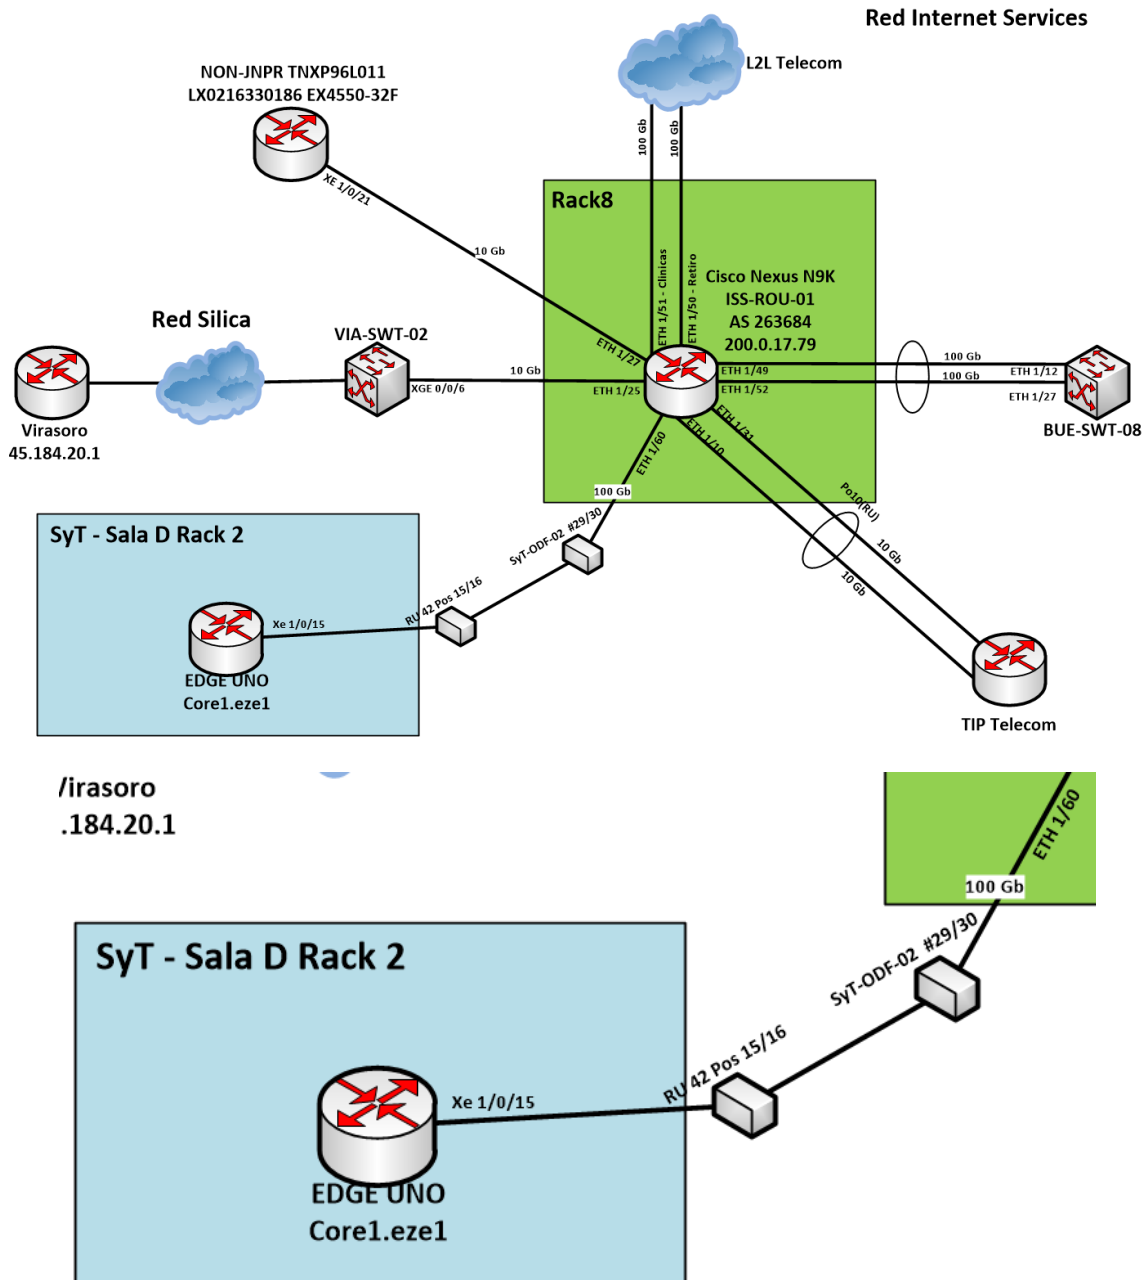 Red Internet Services
L2L Telecom
NON-JNPR TNXP96L011
LX0216330186 EX4550-32F
XE 1/0/21
10 Gb
100 Gb
100 Gb
Rack8
ETH 1/51 - Clinicas
ETH 1/50 - Retiro
Cisco Nexus N9K
ISS-ROU-01
AS 263684
200.0.17.79
Red Silica
VIA-SWT-02
XGE 0/0/6
10 Gb
ETH 1/27
ETH 1/25
ETH 1/49
ETH 1/52
100 Gb
100 Gb
ETH 1/12
ETH 1/27
BUE-SWT-08
Virasoro
45.184.20.1
ETH 1/60
ETH 1/10
ETH 1/31
100 Gb
Po10(RU)
10 Gb
10 Gb
TIP Telecom
SyT - Sala D Rack 2
SyT-ODF-02 #29/30
RU 42 Pos 15/16
Xe 1/0/15
EDGE UNO
Core1.eze1
/irasoro
.184.20.1
ETH 1/60
100 Gb
SyT - Sala D Rack 2
SyT-ODF-02 #29/30
RU 42 Pos 15/16
Xe 1/0/15
EDGE UNO
Core1.eze1